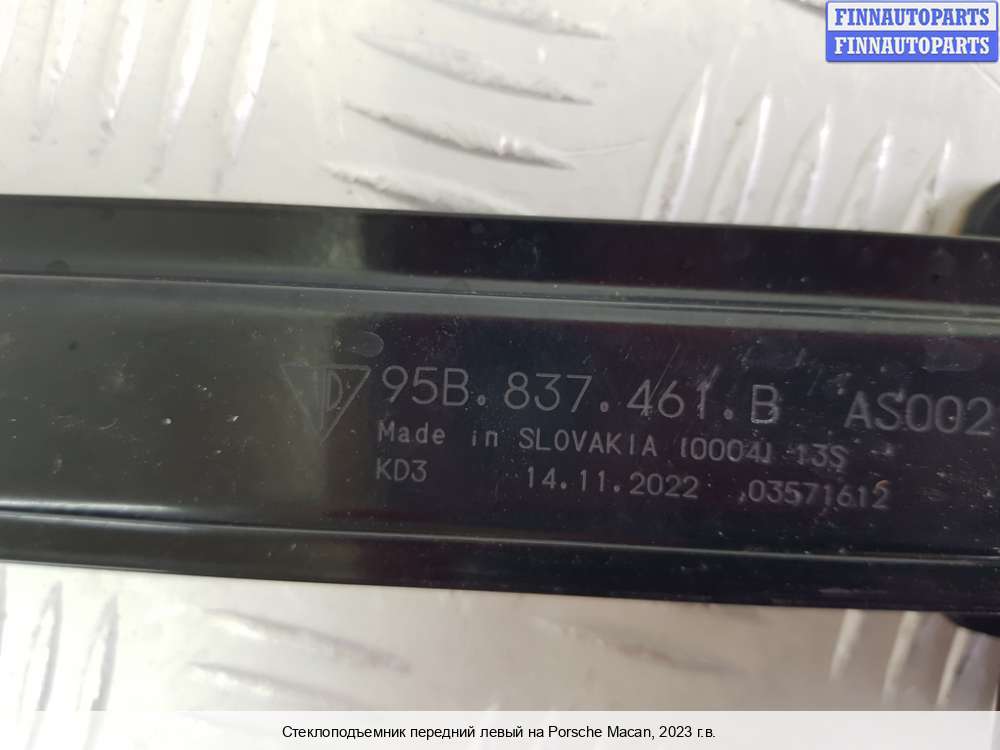 FINNAUTOPARTS
FINNAUTOPARTS
95B.837.461.B AS002
Made in SLOVAKIA (0004) 13S
KD3 14.11.2022 03571612
Стеклоподъемник передний левый на Porsche Macan, 2023 г.в.